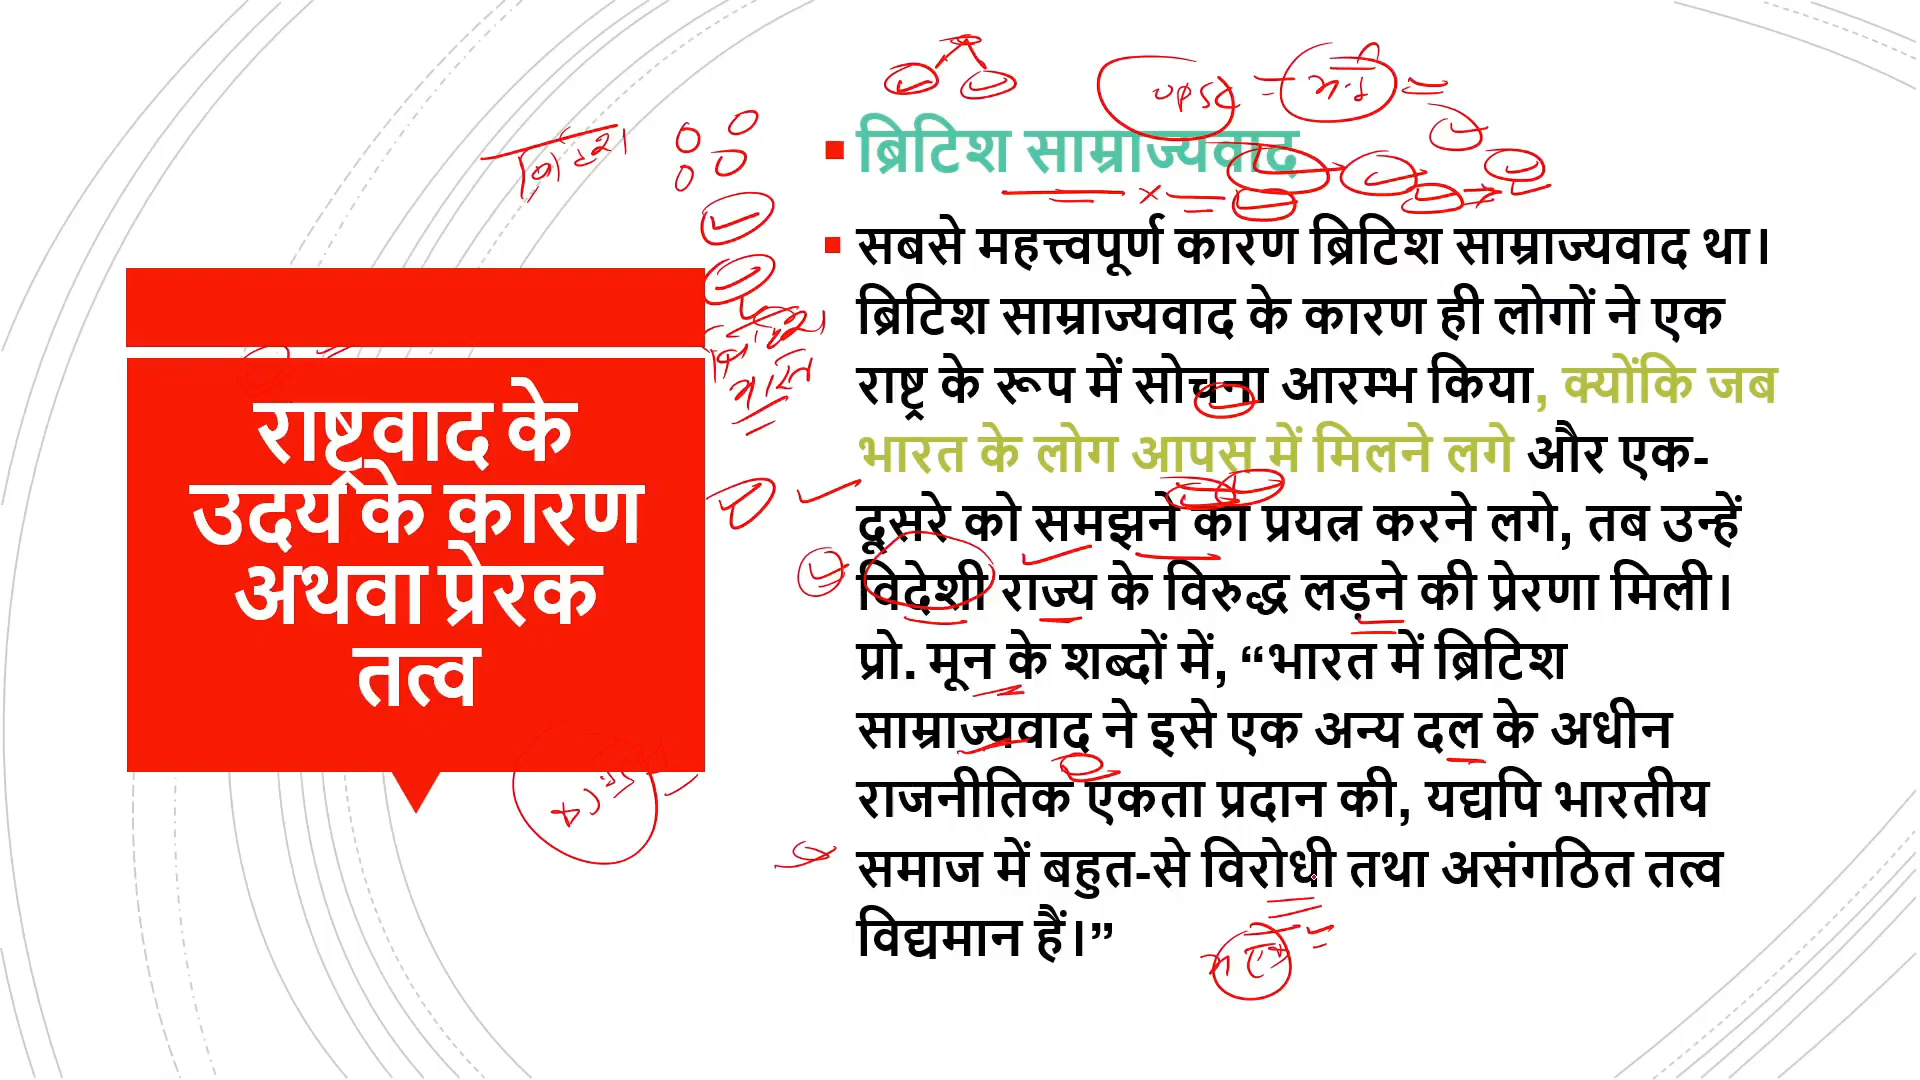 राष्ट्रवाद के
उदय के कारण
अथवा प्रेरक
तत्व
upsc
ब्रिटिश साम्राज्यवाद
सबसे महत्त्वपूर्ण कारण ब्रिटिश साम्राज्यवाद था।
ब्रिटिश साम्राज्यवाद के कारण ही लोगों ने एक
राष्ट्र के रूप में सोचना आरम्भ किया, क्योंकि जब
भारत के लोग आपस में मिलने लगे और एक-
दूसरे को समझने का प्रयत्न करने लगे, तब उन्हें
विदेशी राज्य के विरुद्ध लड़ने की प्रेरणा मिली।
प्रो. मून के शब्दों में, “भारत में ब्रिटिश
साम्राज्यवाद ने इसे एक अन्य दल के अधीन
राजनीतिक एकता प्रदान की, यद्यपि भारतीय
समाज में बहुत-से विरोधी तथा असंगठित तत्व
विद्यमान हैं।”
ब्रिटिश
भारत